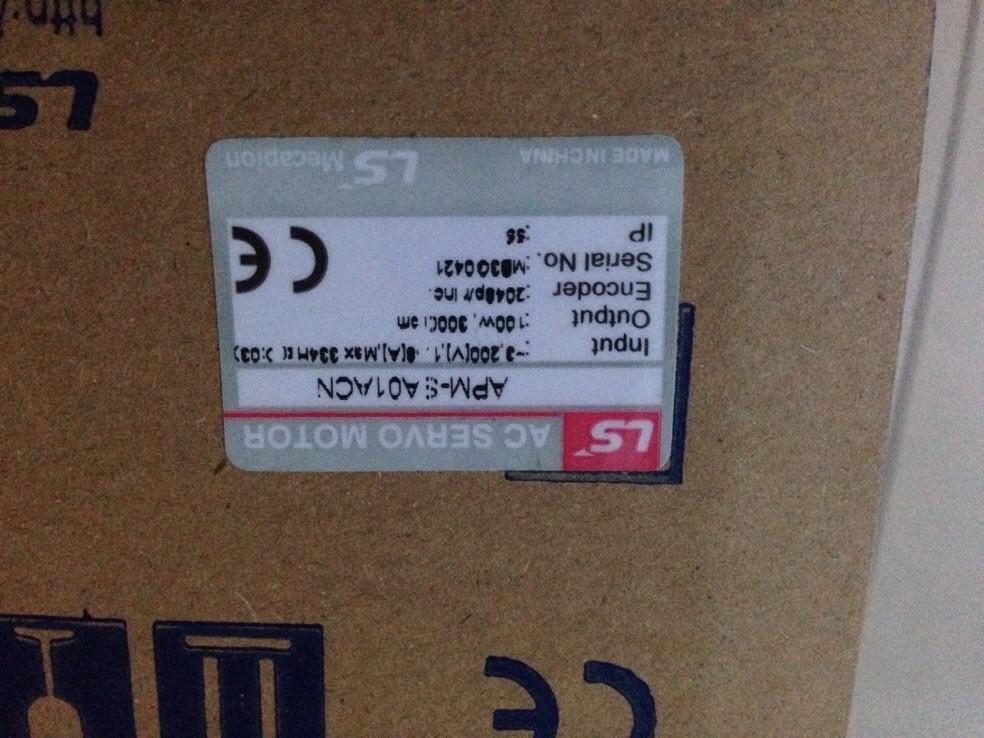 LS AC SERVO MOTOR
APM-SA01ACN
Input
Output : 100w,
Encoder : 2048p/r Inc.
Serial No.
IP
CE
MADE IN CHINA LS Mecapion
CE
LS
http:/